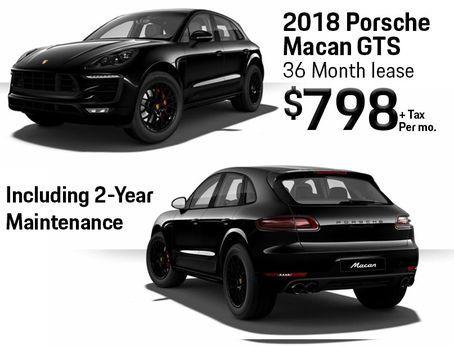 2018 Porsche
Macan GTS
36 Month lease
$798 + Tax
Per mo.
Including 2-Year
Maintenance
PORSCHE
Macan